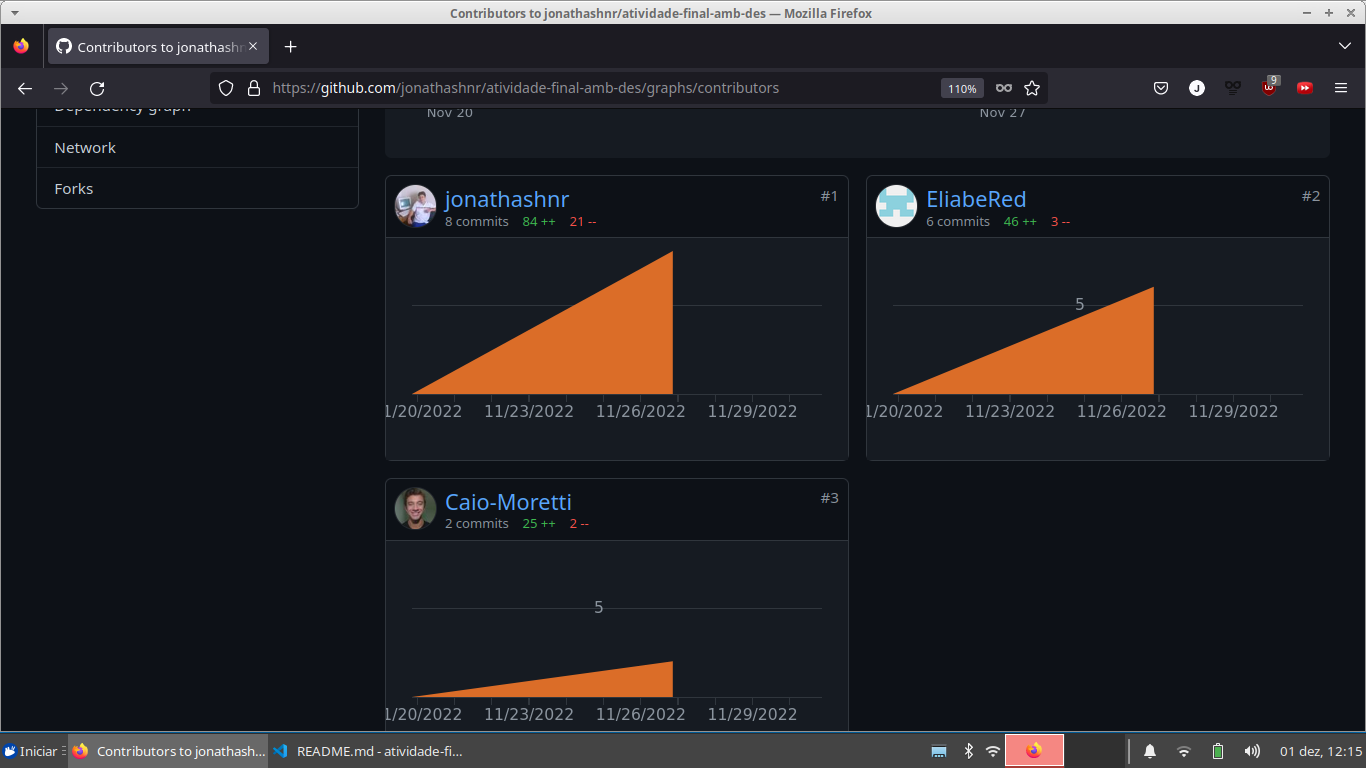 Contributors to jonathashnr/atividade-final-amb-des — Mozilla Firefox
Contributors to jonathashnr
https://github.com/jonathashnr/atividade-final-amb-des/graphs/contributors
110%
J
9
Dependency graph
Network
Forks
Nov 20
Nov 27
jonathashnr
#1
8 commits 84 ++ 21 --
1/20/2022 11/23/2022 11/26/2022 11/29/2022
EliabeRed
#2
6 commits 46 ++ 3 --
5
1/20/2022 11/23/2022 11/26/2022 11/29/2022
Caio-Moretti
#3
2 commits 25 ++ 2 --
5
1/20/2022 11/23/2022 11/26/2022 11/29/2022
Iniciar
Contributors to jonathash...
README.md - atividade-fi...
01 dez, 12:15